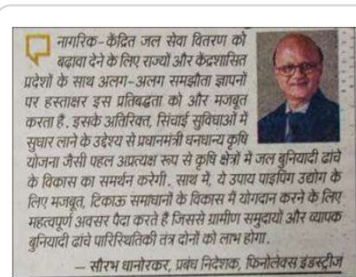 नागरिक-केंद्रित जल सेवा वितरण को
बढ़ावा देने के लिए राज्यों और केंद्रशासित
प्रदेशों के साथ अलग-अलग समझौता ज्ञापनों
पर हस्ताक्षर इस प्रतिबद्धता को और मजबूत
करता है. इसके अतिरिक्त, सिंचाई सुविधाओं में
सुधार लाने के उद्देश्य से प्रधानमंत्री धनधान्य कृषि
योजना जैसी पहल अप्रत्यक्ष रूप से कृषि क्षेत्रों में जल बुनियादी ढांचे
के विकास का समर्थन करेगी. साथ में, ये उपाय पाइपिंग उद्योग के
लिए मजबूत, टिकाऊ समाधानों के विकास में योगदान करने के लिए
महत्वपूर्ण अवसर पैदा करते हैं जिससे ग्रामीण समुदायों और व्यापक
बुनियादी ढांचे पारिस्थितिकी तंत्र दोनों को लाभ होगा.
– सौरभ धानोरकर, प्रबंध निदेशक, फिनोलेक्स इंडस्ट्रीज